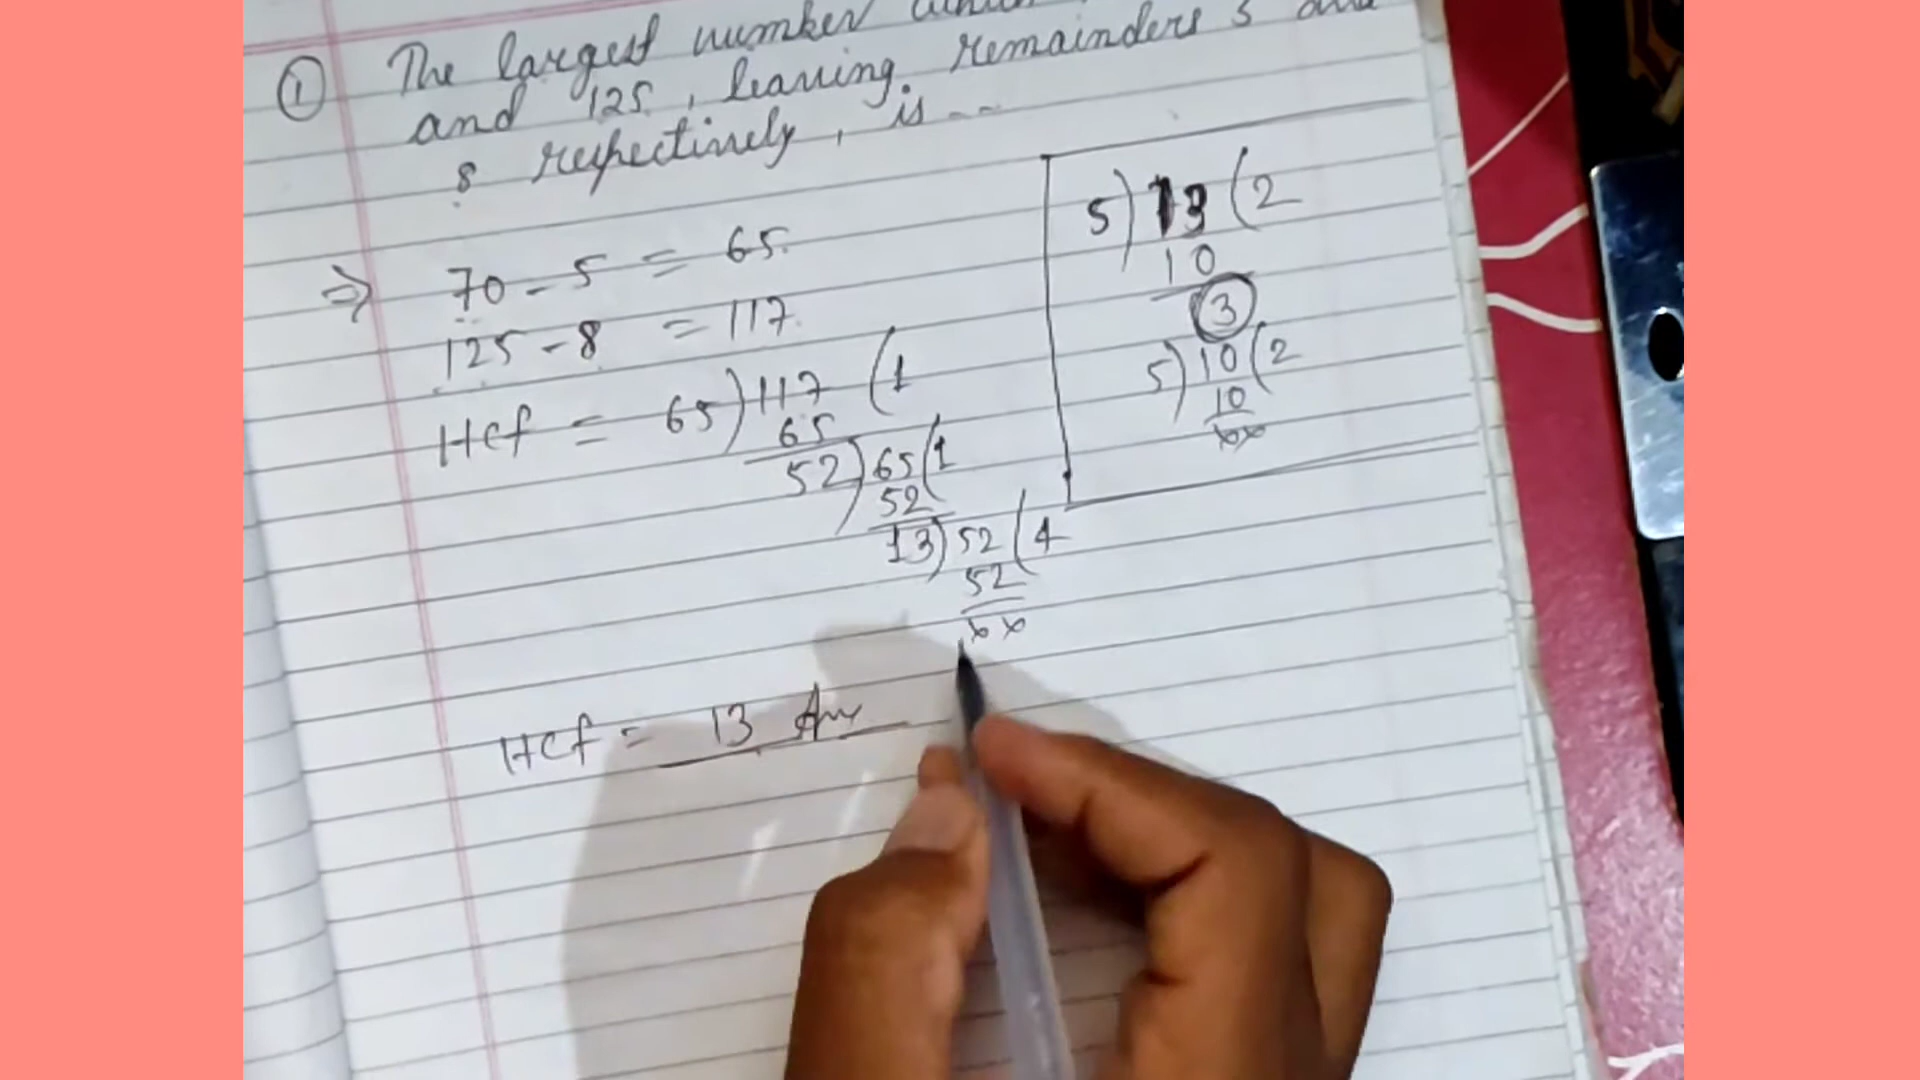 ① The largest number which
and 125, leaving remainders 5 and
8 respectively, is --
⇒ 70 - 5 = 65
125 - 8 = 117
Hcf = 65) 117 (1
65
52) 65 (1
52
13) 52 (4
52
xx
Hcf = 13 Ans
5) 13 (2
10
3
5) 10 (2
10
xx